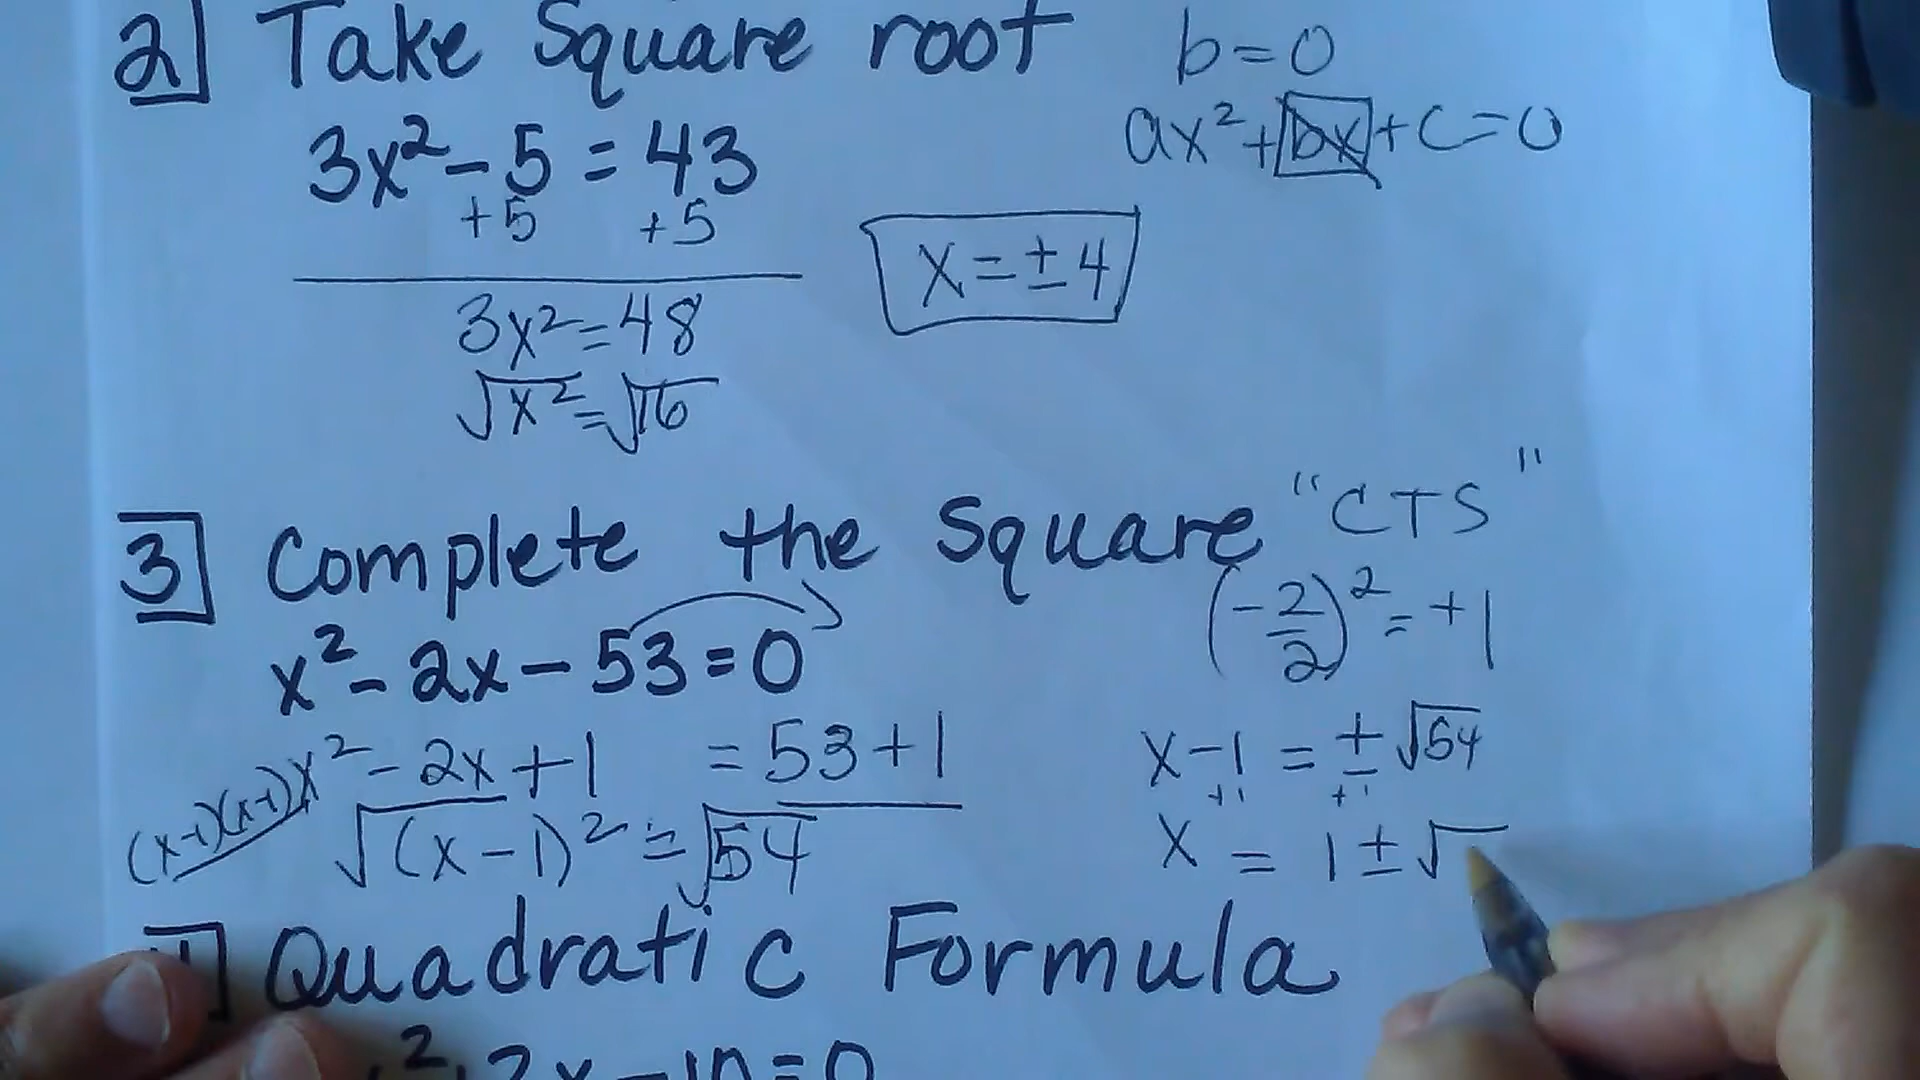 2] Take Square root
b=0
3x²-5=43
ax²+bx+c=0
+5 +5
x=±4
3x²=48
√x²=√16
3] Complete the Square "CTS"
(-2/2)²=+1
x²-2x-53=0
x²-2x+1 =53+1
x-1=±√54
+1 +1
(x-1)(x-1)
√(x-1)²=√54
x=1±√
Quadratic Formula